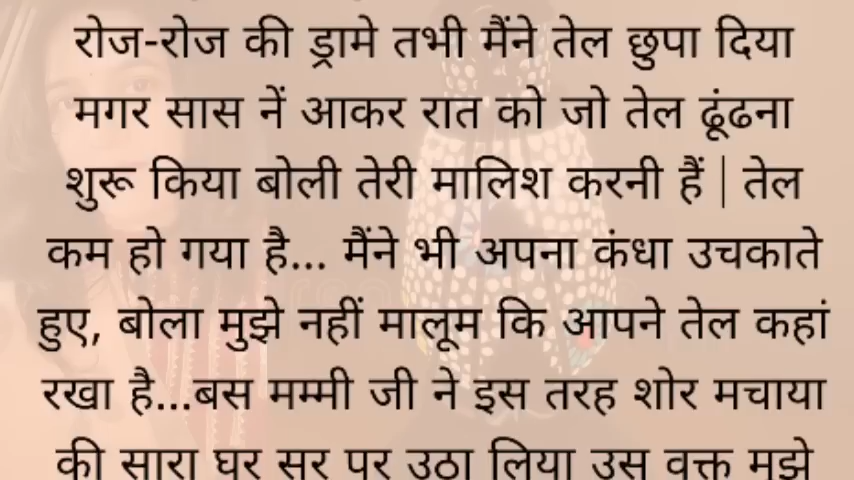 रोज-रोज की ड्रामे तभी मैंने तेल छुपा दिया
मगर सास नें आकर रात को जो तेल ढूंढना
शुरू किया बोली तेरी मालिश करनी हैं | तेल
कम हो गया है... मैंने भी अपना कंधा उचकाते
हुए, बोला मुझे नहीं मालूम कि आपने तेल कहां
रखा है...बस मम्मी जी ने इस तरह शोर मचाया
की सारा घर सर पर उठा लिया उस वक्त मुझे